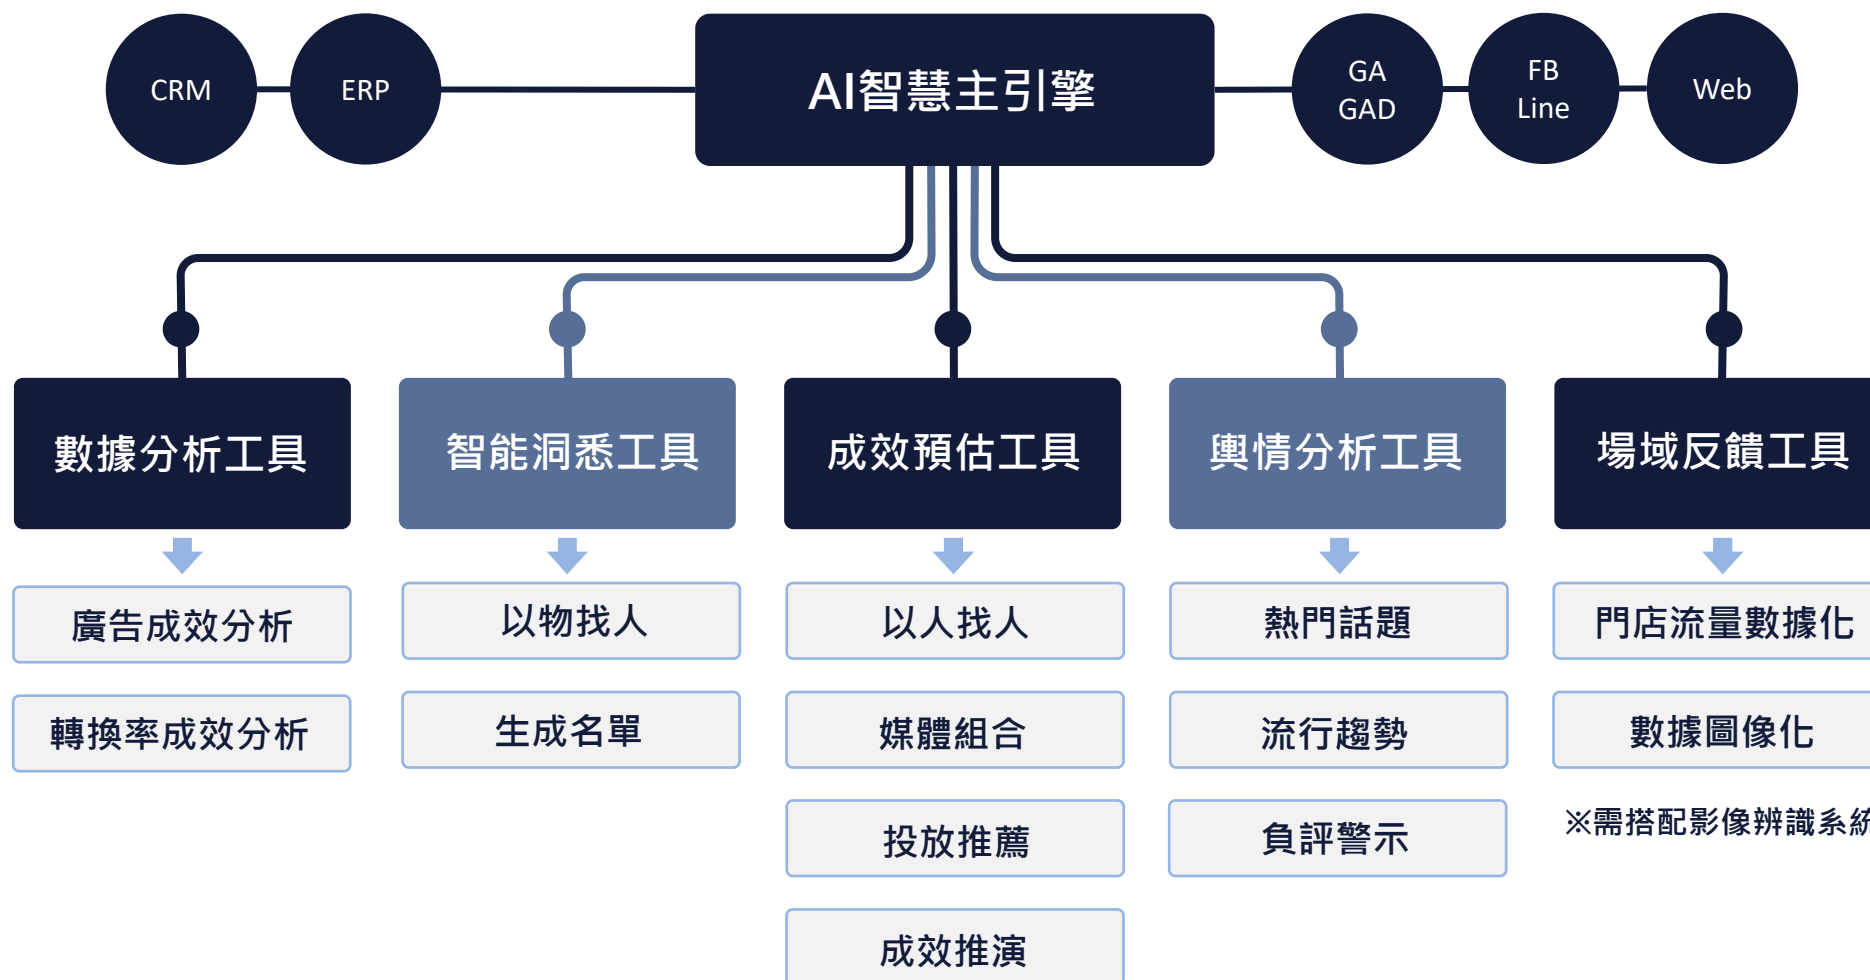 CRM
ERP
AI智慧主引擎
GA
GAD
FB
Line
Web
數據分析工具
智能洞悉工具
成效預估工具
輿情分析工具
場域反饋工具
廣告成效分析
以物找人
以人找人
熱門話題
門店流量數據化
轉換率成效分析
生成名單
媒體組合
流行趨勢
數據圖像化
投放推薦
負評警示
※需搭配影像辨識系統
成效推演